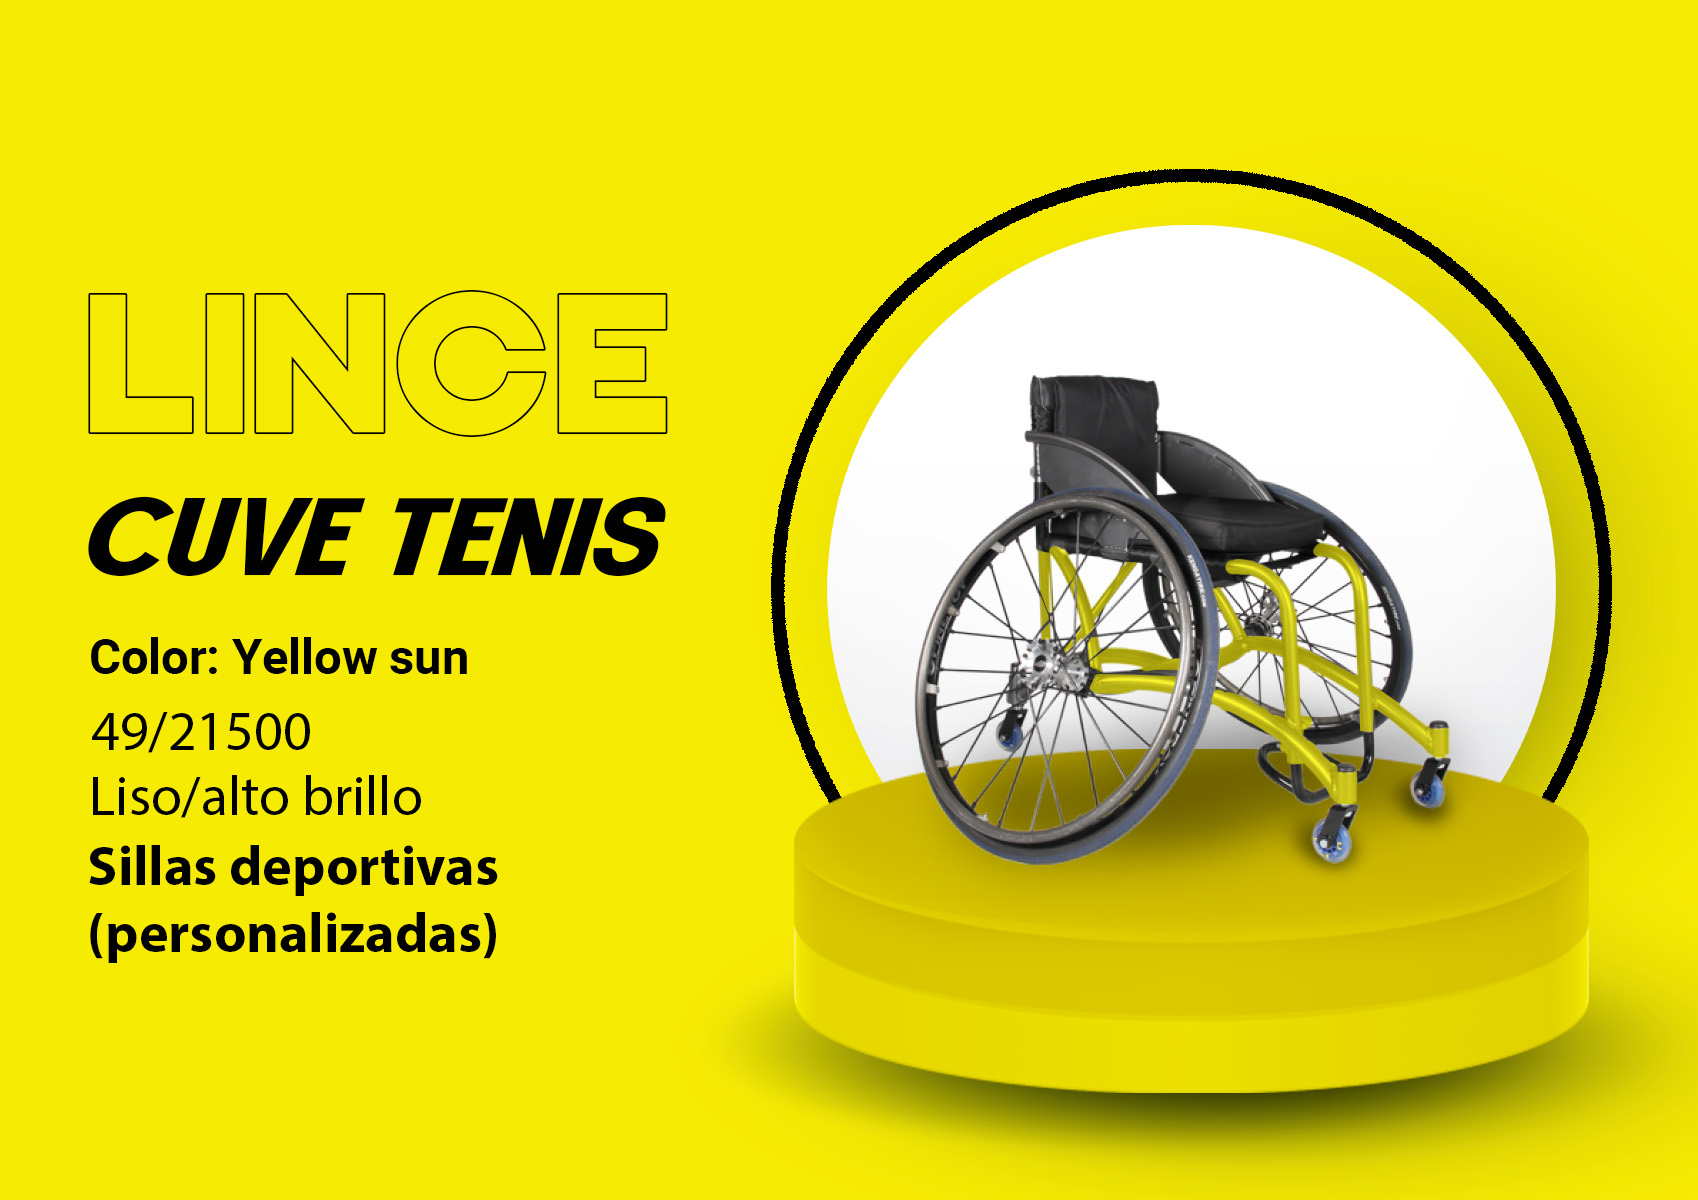 LINCE
CUVE TENIS
Color: Yellow sun
49/21500
Liso/alto brillo
Sillas deportivas
(personalizadas)